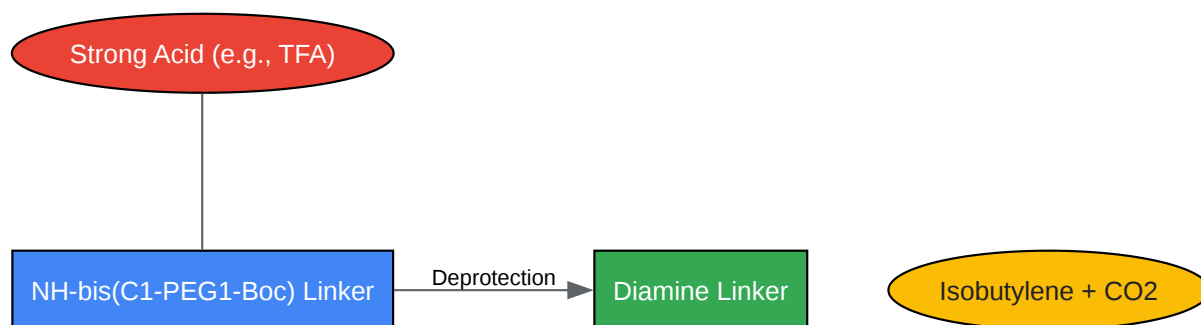 Strong Acid (e.g., TFA)
NH-bis(C1-PEG1-Boc) Linker
Deprotection
Diamine Linker
Isobutylene + CO2